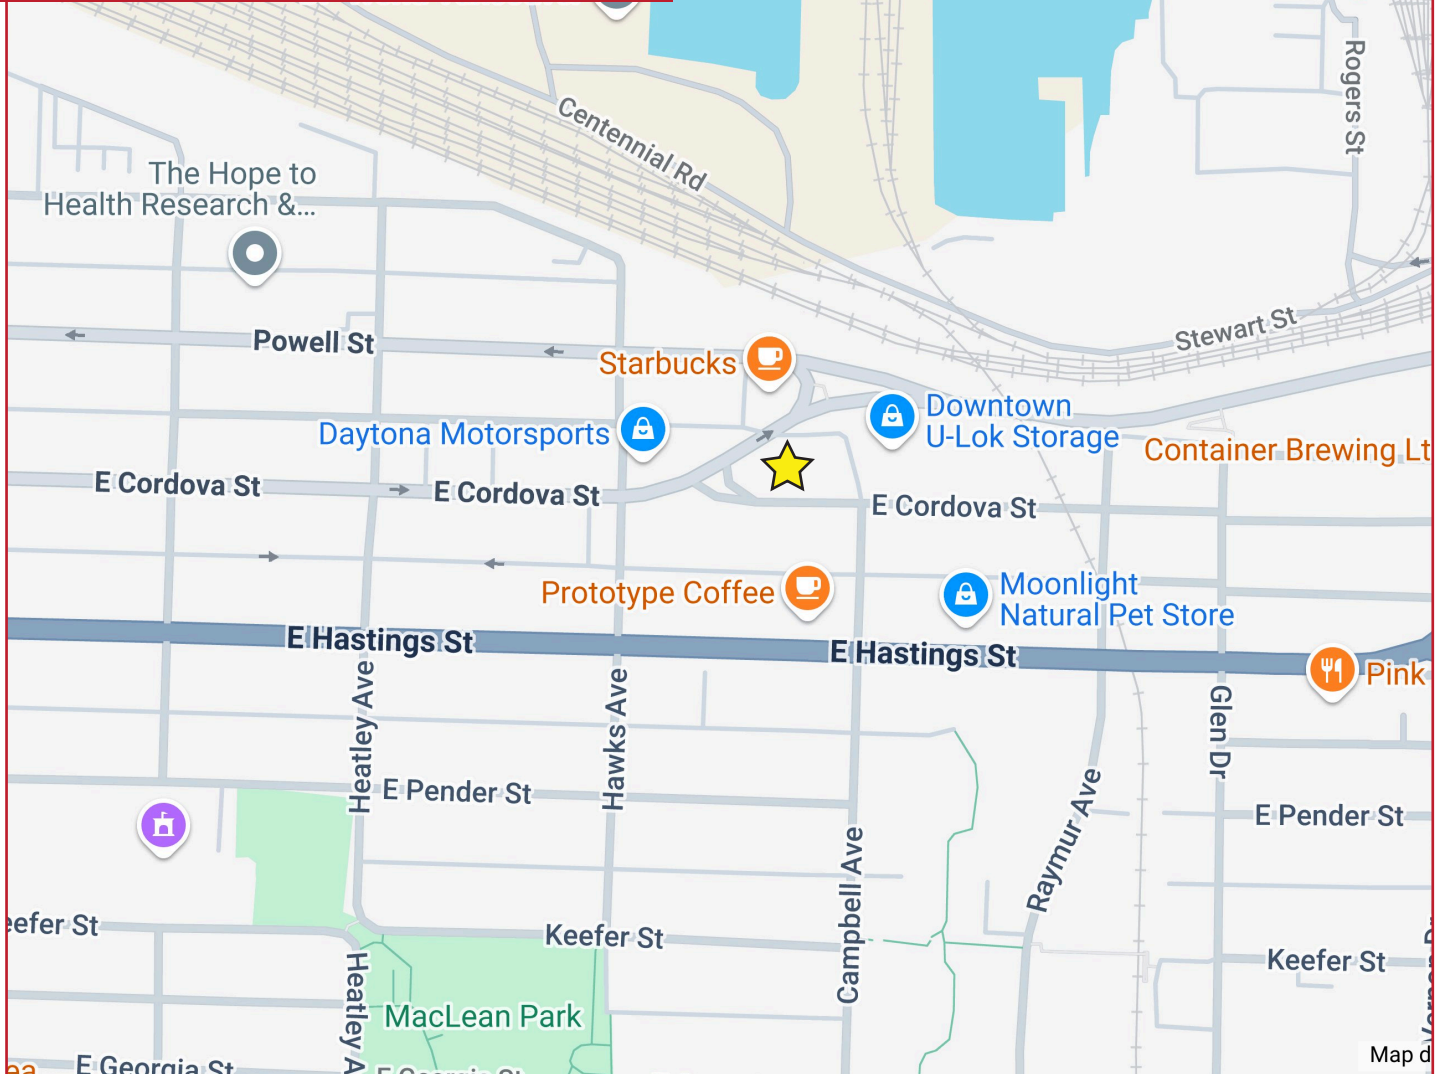 Centennial Rd
Rogers St
The Hope to
Health Research &...
Stewart St
Powell St
Starbucks
Downtown
U-Lok Storage
Daytona Motorsports
Container Brewing Lt
E Cordova St
E Cordova St
E Cordova St
Prototype Coffee
Moonlight
Natural Pet Store
E Hastings St
E Hastings St
Pink
Heatley Ave
Hawks Ave
Glen Dr
E Pender St
E Pender St
Raymur Ave
Campbell Ave
eefer St
Keefer St
Keefer St
Heatley A
MacLean Park
E Georgia St
Map d